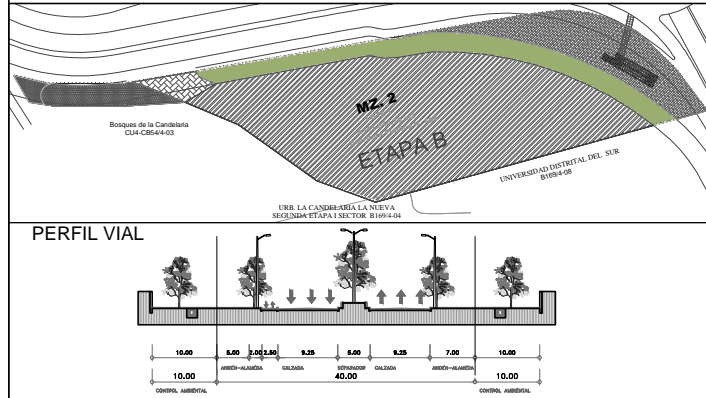 MZ. 2
ETAPA B
Bosques de la Candelaria
CU4-CB54/4-03
UNIVERSIDAD DISTRITAL DEL SUR
B169/4-08
URB. LA CANDELARIA LA NUEVA
SEGUNDA ETAPA I SECTOR B169/4-04
PERFIL VIAL
10.00 5.00 2.00 2.50 9.25 5.00 9.25 7.00 10.00
ANDÉN-ALAMEDA CALZADA SEPARADOR CALZADA ANDÉN-ALAMEDA
10.00 40.00 10.00
CONTROL AMBIENTAL CONTROL AMBIENTAL